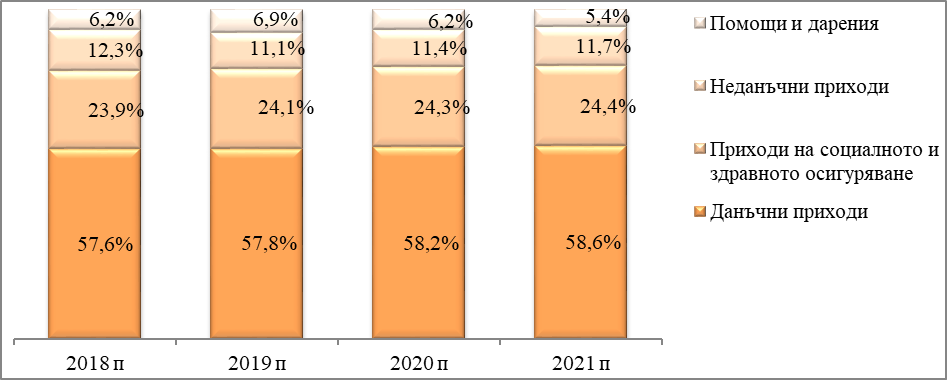 6,2%
6,9%
6,2%
5,4%
12,3%
11,1%
11,4%
11,7%
23,9%
24,1%
24,3%
24,4%
57,6%
57,8%
58,2%
58,6%
2018 п
2019 п
2020 п
2021 п
Помощи и дарения
Неданъчни приходи
Приходи на социалното и
здравното осигуряване
Данъчни приходи